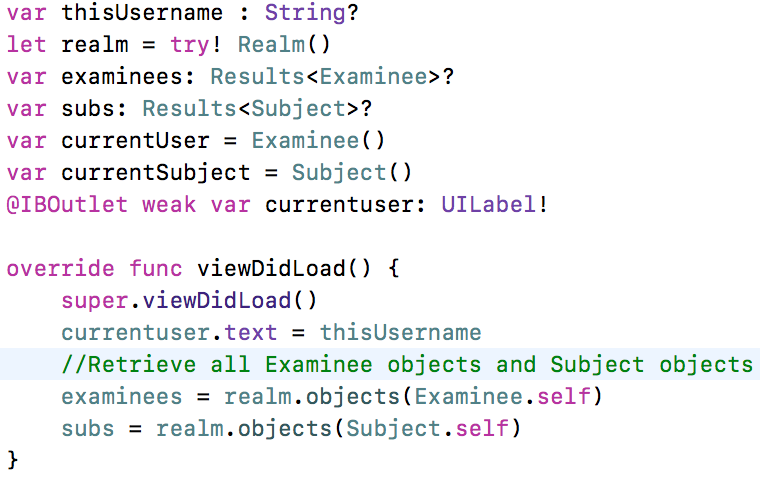 var thisUsername : String?
let realm = try! Realm()
var examinees: Results<Examinee>?
var subs: Results<Subject>?
var currentUser = Examinee()
var currentSubject = Subject()
@IBOutlet weak var currentuser: UILabel!

override func viewDidLoad() {
    super.viewDidLoad()
    currentuser.text = thisUsername
    //Retrieve all Examinee objects and Subject objects
    examinees = realm.objects(Examinee.self)
    subs = realm.objects(Subject.self)
}